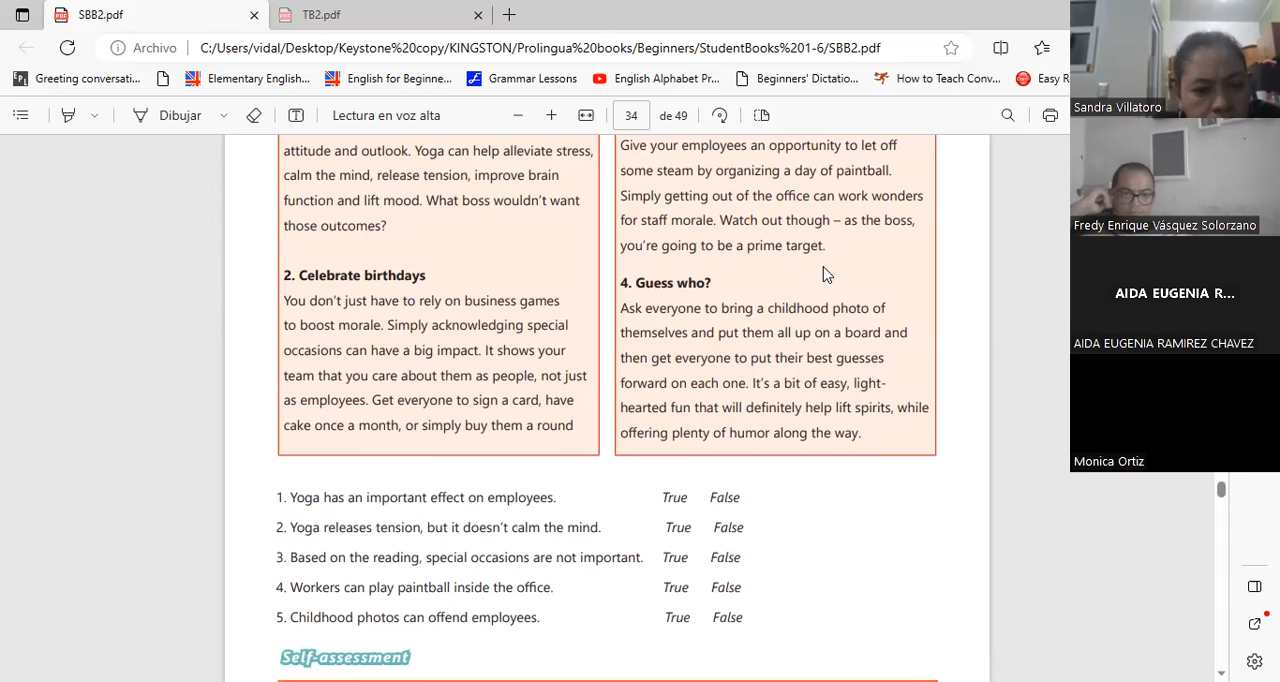 SBB2.pdf
TB2.pdf
Archivo
C:/Users/vidal/Desktop/Keystone%20copy/KINGSTON/Prolingua%20books/Beginners/StudentBooks%201-6/SBB2.pdf
Greeting conversati...
Elementary English...
English for Beginne...
Grammar Lessons
English Alphabet Pr...
Beginners' Dictatio...
How to Teach Conv...
Easy R
Dibujar
Lectura en voz alta
34 de 49
attitude and outlook. Yoga can help alleviate stress,
calm the mind, release tension, improve brain
function and lift mood. What boss wouldn't want
those outcomes?
2. Celebrate birthdays
You don't just have to rely on business games
to boost morale. Simply acknowledging special
occasions can have a big impact. It shows your
team that you care about them as people, not just
as employees. Get everyone to sign a card, have
cake once a month, or simply buy them a round
Give your employees an opportunity to let off
some steam by organizing a day of paintball.
Simply getting out of the office can work wonders
for staff morale. Watch out though – as the boss,
you're going to be a prime target.
4. Guess who?
Ask everyone to bring a childhood photo of
themselves and put them all up on a board and
then get everyone to put their best guesses
forward on each one. It's a bit of easy, light-
hearted fun that will definitely help lift spirits, while
offering plenty of humor along the way.
1. Yoga has an important effect on employees. True False
2. Yoga releases tension, but it doesn't calm the mind. True False
3. Based on the reading, special occasions are not important. True False
4. Workers can play paintball inside the office. True False
5. Childhood photos can offend employees. True False
Self-assessment
Sandra Villatoro
Fredy Enrique Vásquez Solorzano
AIDA EUGENIA R...
AIDA EUGENIA RAMIREZ CHAVEZ
Monica Ortiz